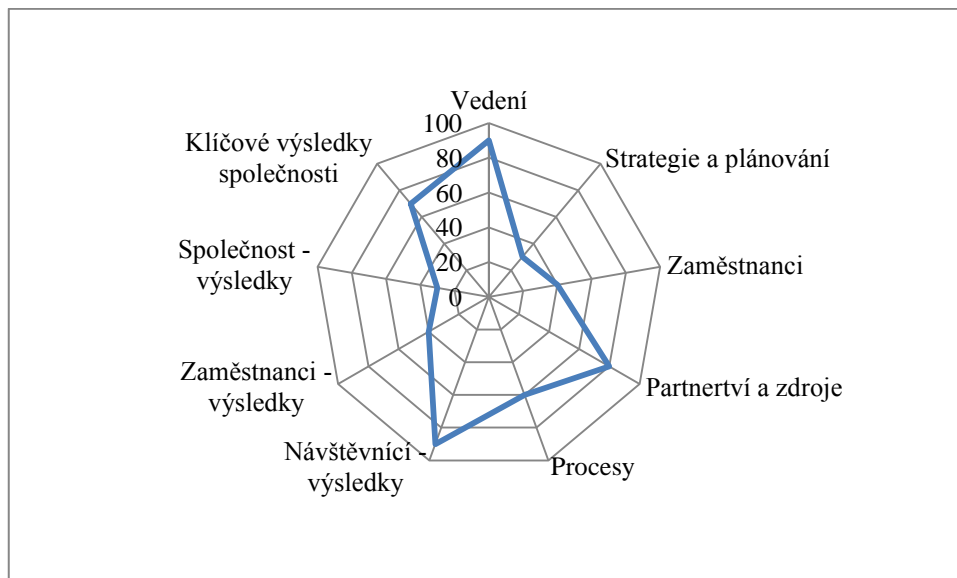 Vedení
100
80
60
40
20
0
Strategie a plánování
Zaměstnanci
Partnertví a zdroje
Procesy
Návštěvnící -
výsledky
Zaměstnanci -
výsledky
Společnost -
výsledky
Klíčové výsledky
společnosti